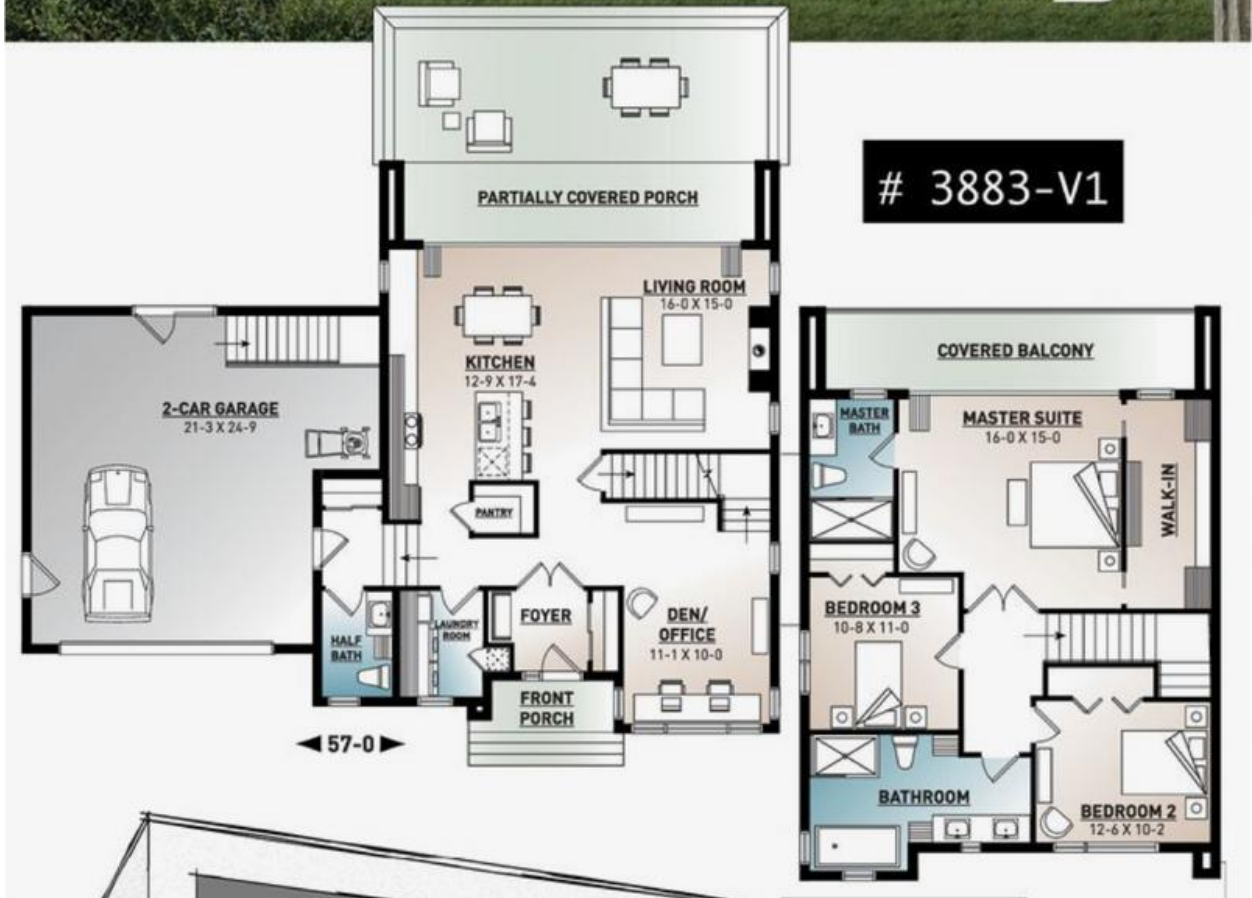 # 3883-V1
PARTIALLY COVERED PORCH
LIVING ROOM
16-0 X 15-0
KITCHEN
12-9 X 17-4
2-CAR GARAGE
21-3 X 24-9
PANTRY
FOYER
DEN/
OFFICE
11-1 X 10-0
LAUNDRY
ROOM
HALF
BATH
FRONT
PORCH
57-0
COVERED BALCONY
MASTER
BATH
MASTER SUITE
16-0 X 15-0
WALK-IN
BEDROOM 3
10-8 X 11-0
BATHROOM
BEDROOM 2
12-6 X 10-2